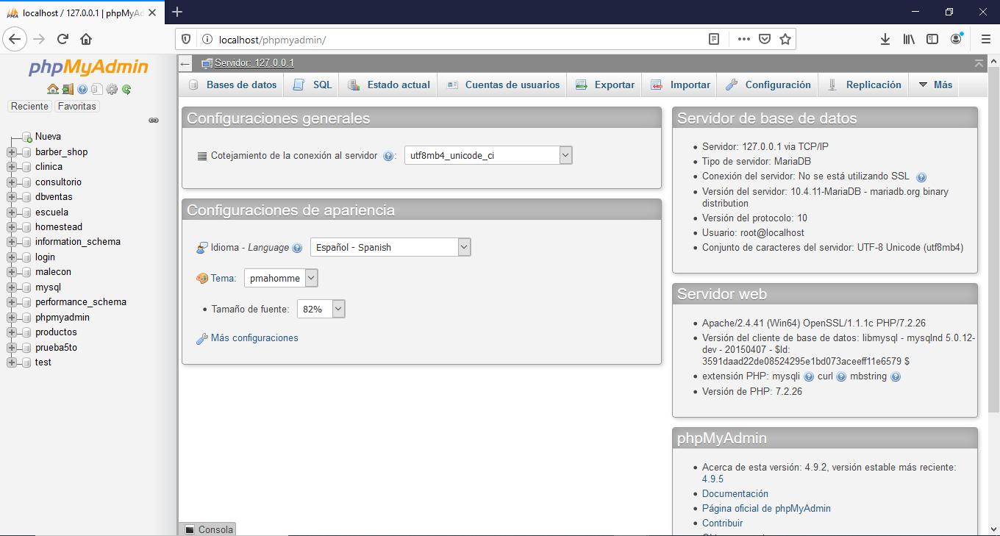 localhost / 127.0.0.1 | phpMyAd
localhost/phpmyadmin/
phpMyAdmin
Reciente Favoritas
Nueva
barber_shop
clinica
consultorio
dbventas
escuela
homestead
information_schema
login
malecon
mysql
performance_schema
phpmyadmin
productos
prueba5to
test
Servidor: 127.0.0.1
Bases de datos SQL Estado actual Cuentas de usuarios Exportar Importar Configuración Replicación Más
Configuraciones generales
Cotejamiento de la conexión al servidor : utf8mb4_unicode_ci
Configuraciones de apariencia
Idioma - Language Español - Spanish
Tema: pmahomme
• Tamaño de fuente: 82%
Más configuraciones
Servidor de base de datos
• Servidor: 127.0.0.1 via TCP/IP
• Tipo de servidor: MariaDB
• Conexión del servidor: No se está utilizando SSL
• Versión del servidor: 10.4.11-MariaDB - mariadb.org binary
distribution
• Versión del protocolo: 10
• Usuario: root@localhost
• Conjunto de caracteres del servidor: UTF-8 Unicode (utf8mb4)
Servidor web
• Apache/2.4.41 (Win64) OpenSSL/1.1.1c PHP/7.2.26
• Versión del cliente de base de datos: libmysql - mysqlnd 5.0.12-
dev - 20150407 - $Id:
3591daad22de08524295e1bd073aceeff11e6579 $
• extensión PHP: mysqli curl mbstring
• Versión de PHP: 7.2.26
phpMyAdmin
• Acerca de esta versión: 4.9.2, versión estable más reciente:
4.9.5
• Documentación
• Página oficial de phpMyAdmin
• Contribuir
Consola